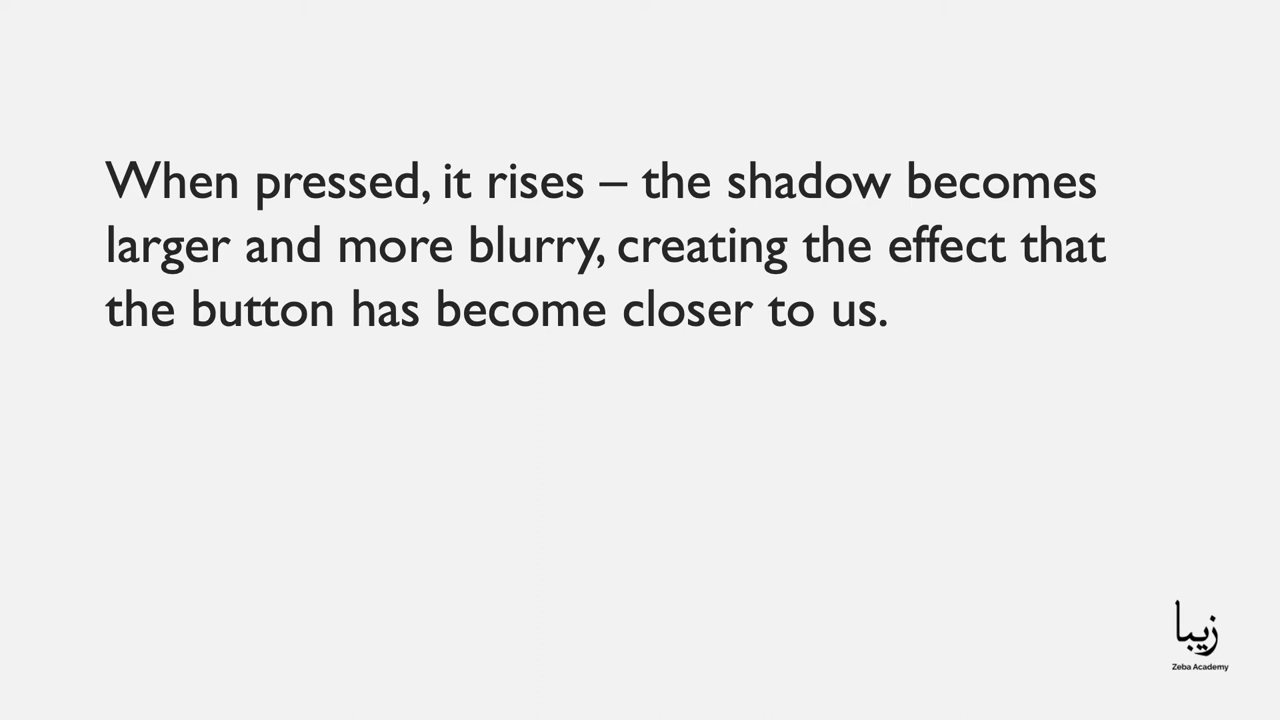 When pressed, it rises – the shadow becomes
larger and more blurry, creating the effect that
the button has become closer to us.
زیبا
Zeba Academy